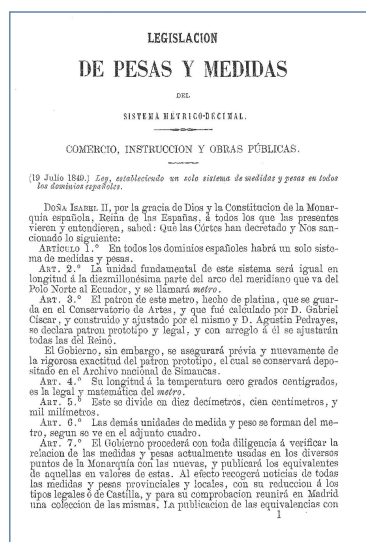 LEGISLACION
DE PESAS Y MEDIDAS
DEL
SISTEMA MÉTRICO-DECIMAL.
COMERCIO, INSTRUCCION Y OBRAS PÚBLICAS.
(19 Julio 1849.) Ley, estableciendo un solo sistema de medidas y pesas en todos
los dominios españoles.
DOÑA ISABEL II, por la gracia de Dios y la Constitucion de la Monar-
quía española, Reina de las Españas, á todos los que las presentes
vieren y entendieren, sabed: Que las Córtes han decretado y Nos san-
cionado lo siguiente:
ARTÍCULO 1.º En todos los dominios españoles habrá un solo siste-
ma de medidas y pesas.
ART. 2.º La unidad fundamental de este sistema será igual en
longitud á la diezmillonésima parte del arco del meridiano que va del
Polo Norte al Ecuador, y se llamará metro.
ART. 3.º El patron de este metro, hecho de platina, que se guar-
da en el Conservatorio de Artes, y que fué calculado por D. Gabriel
Ciscar, y construido y ajustado por el mismo y D. Agustin Pedrayes,
se declara patron prototipo y legal, y con arreglo á él se ajustarán
todas las del Reino.
El Gobierno, sin embargo, se asegurará prévia y nuevamente de
la rigorosa exactitud del patron prototipo, el cual se conservará depo-
sitado en el Archivo nacional de Simancas.
ART. 4.º Su longitud á la temperatura cero grados centígrados,
es la legal y matemática del metro.
ART. 5.º Este se divide en diez decímetros, cien centímetros, y
mil milímetros.
ART. 6.º Las demás unidades de medida y peso se forman del me-
tro, segun se ve en el adjunto cuadro.
ART. 7.º El Gobierno procederá con toda diligencia á verificar la
relacion de las medidas y pesas actualmente usadas en los diversos
puntos de la Monarquía con las nuevas, y publicará los equivalentes
de aquellas en valores de estas. Al efecto recogerá noticias de todas
las medidas y pesas provinciales y locales, con su reduccion á los
tipos legales ó de Castilla, y para su comprobacion reunirá en Madrid
una coleccion de las mismas. La publicacion de las equivalencias con
1